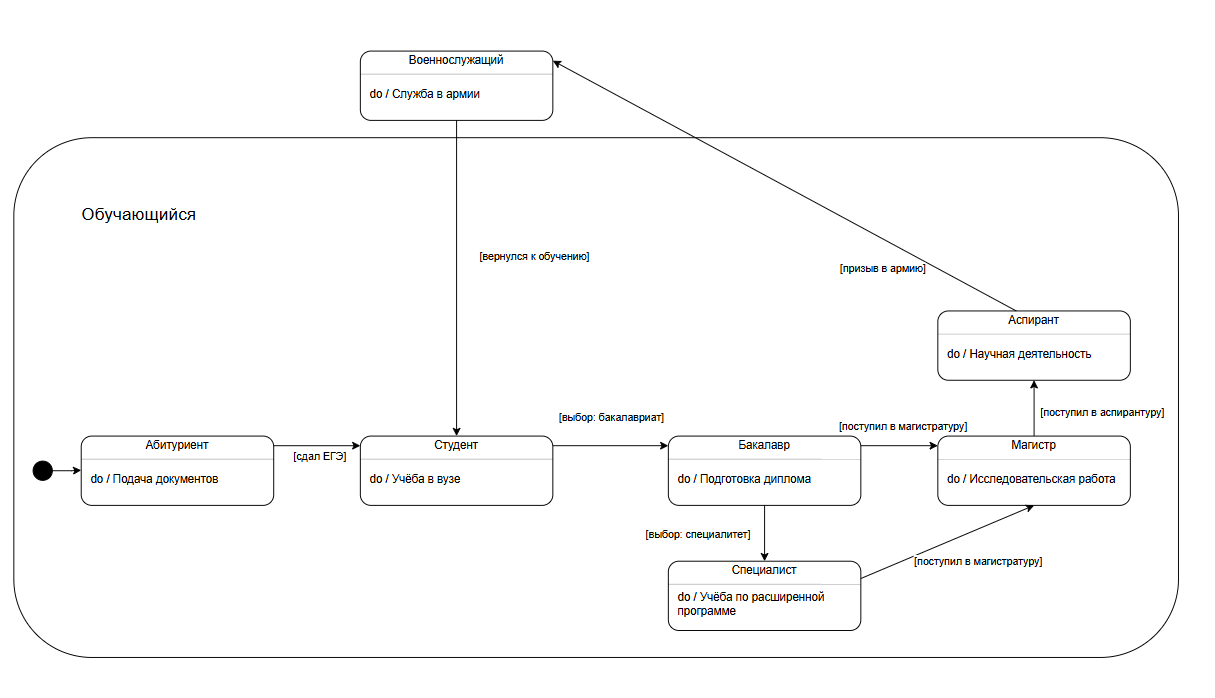 Военнослужащий
do / Служба в армии
Обучающийся
[вернулся к обучению]
[призыв в армию]
Аспирант
do / Научная деятельность
[поступил в аспирантуру]
[выбор: бакалавриат]
[поступил в магистратуру]
Абитуриент
do / Подача документов
[сдал ЕГЭ]
Студент
do / Учёба в вузе
Бакалавр
do / Подготовка диплома
Магистр
do / Исследовательская работа
[выбор: специалитет]
[поступил в магистратуру]
Специалист
do / Учёба по расширенной
программе